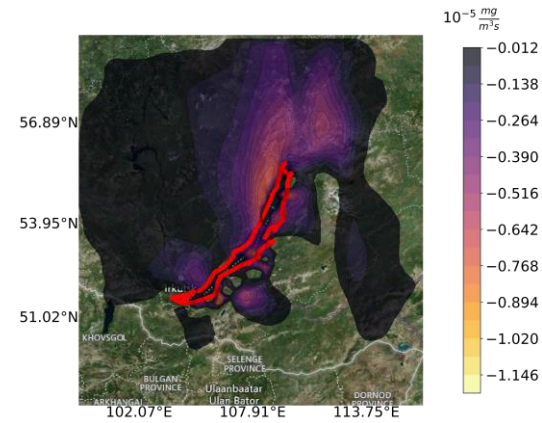 10⁻⁵ mg/m³s
−0.012
−0.138
−0.264
−0.390
−0.516
−0.642
−0.768
−0.894
−1.020
−1.146
56.89°N
53.95°N
51.02°N
KHOVSGOL
SELENGE
PROVINCE
BULGAN
PROVINCE
Ulaanbaatar
Ulan Bator
ARKHANGAI
DORNOD
PROVINCE
102.07°E
107.91°E
113.75°E